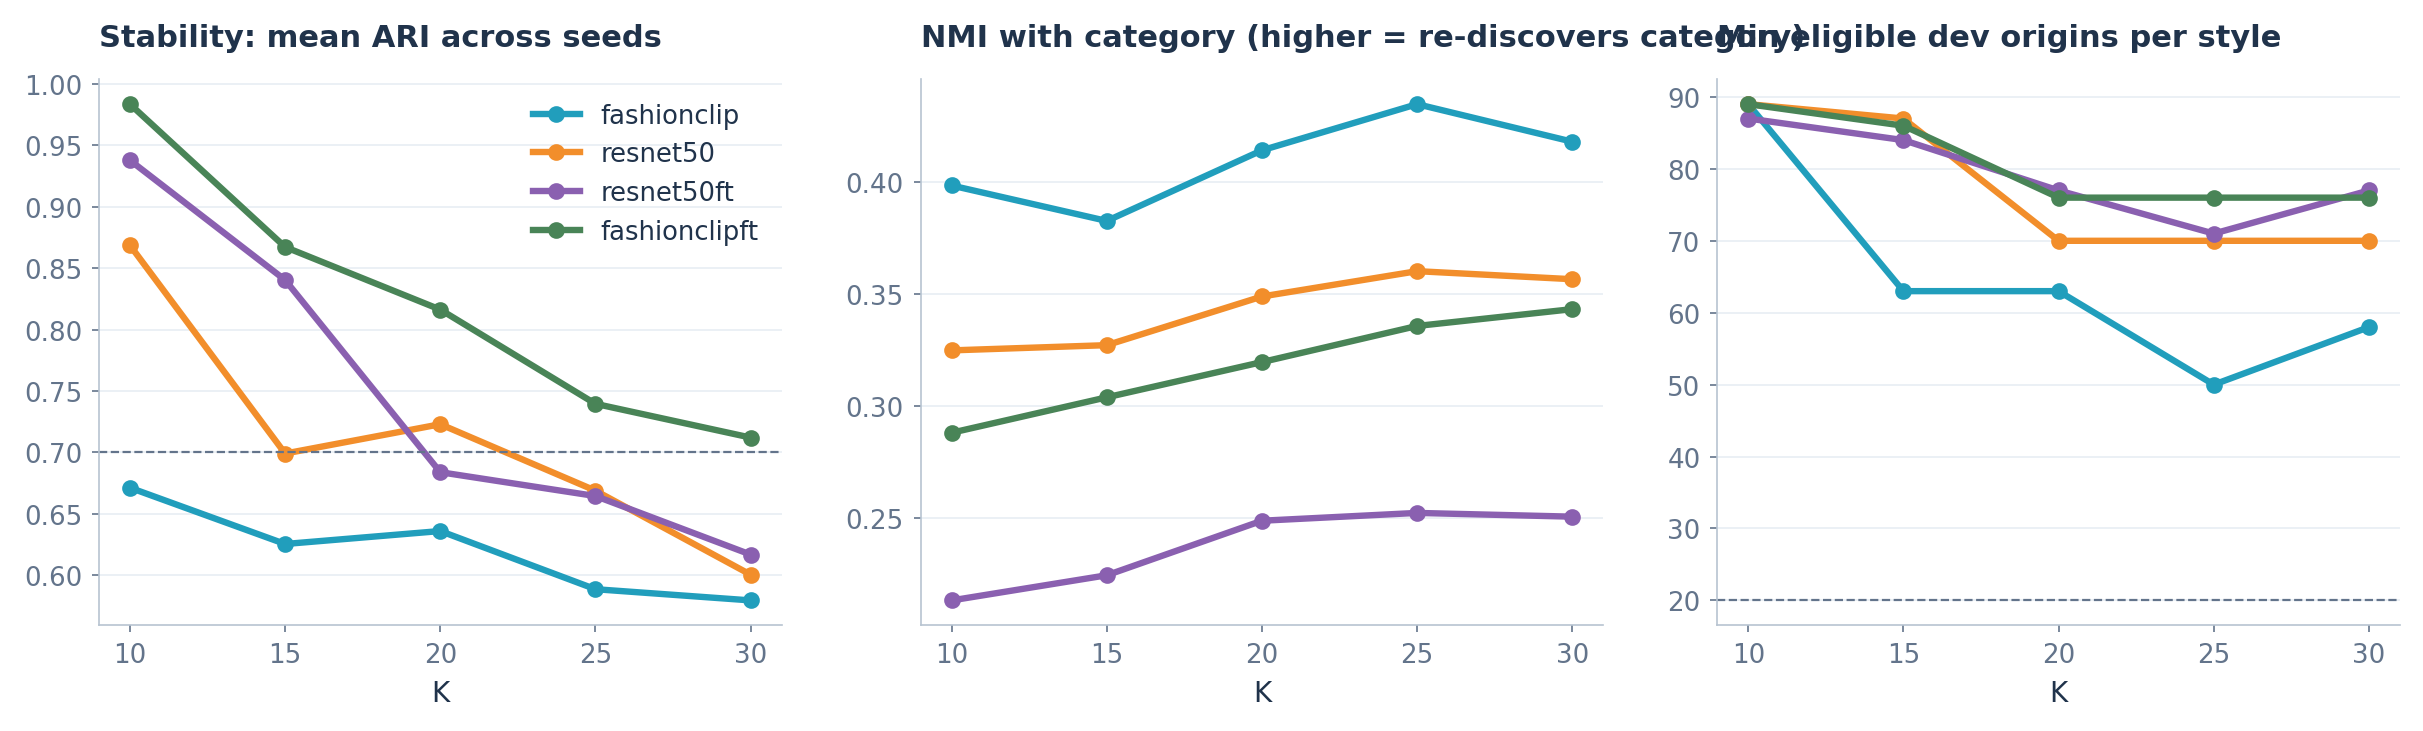 Stability: mean ARI across seeds
1.00
0.95
0.90
0.85
0.80
0.75
0.70
0.65
0.60
fashionclip
resnet50
resnet50ft
fashionclipft
10 15 20 25 30
K
NMI with category (higher = re-discovers category)
0.40
0.35
0.30
0.25
10 15 20 25 30
K
Min eligible dev origins per style
90
80
70
60
50
40
30
20
10 15 20 25 30
K